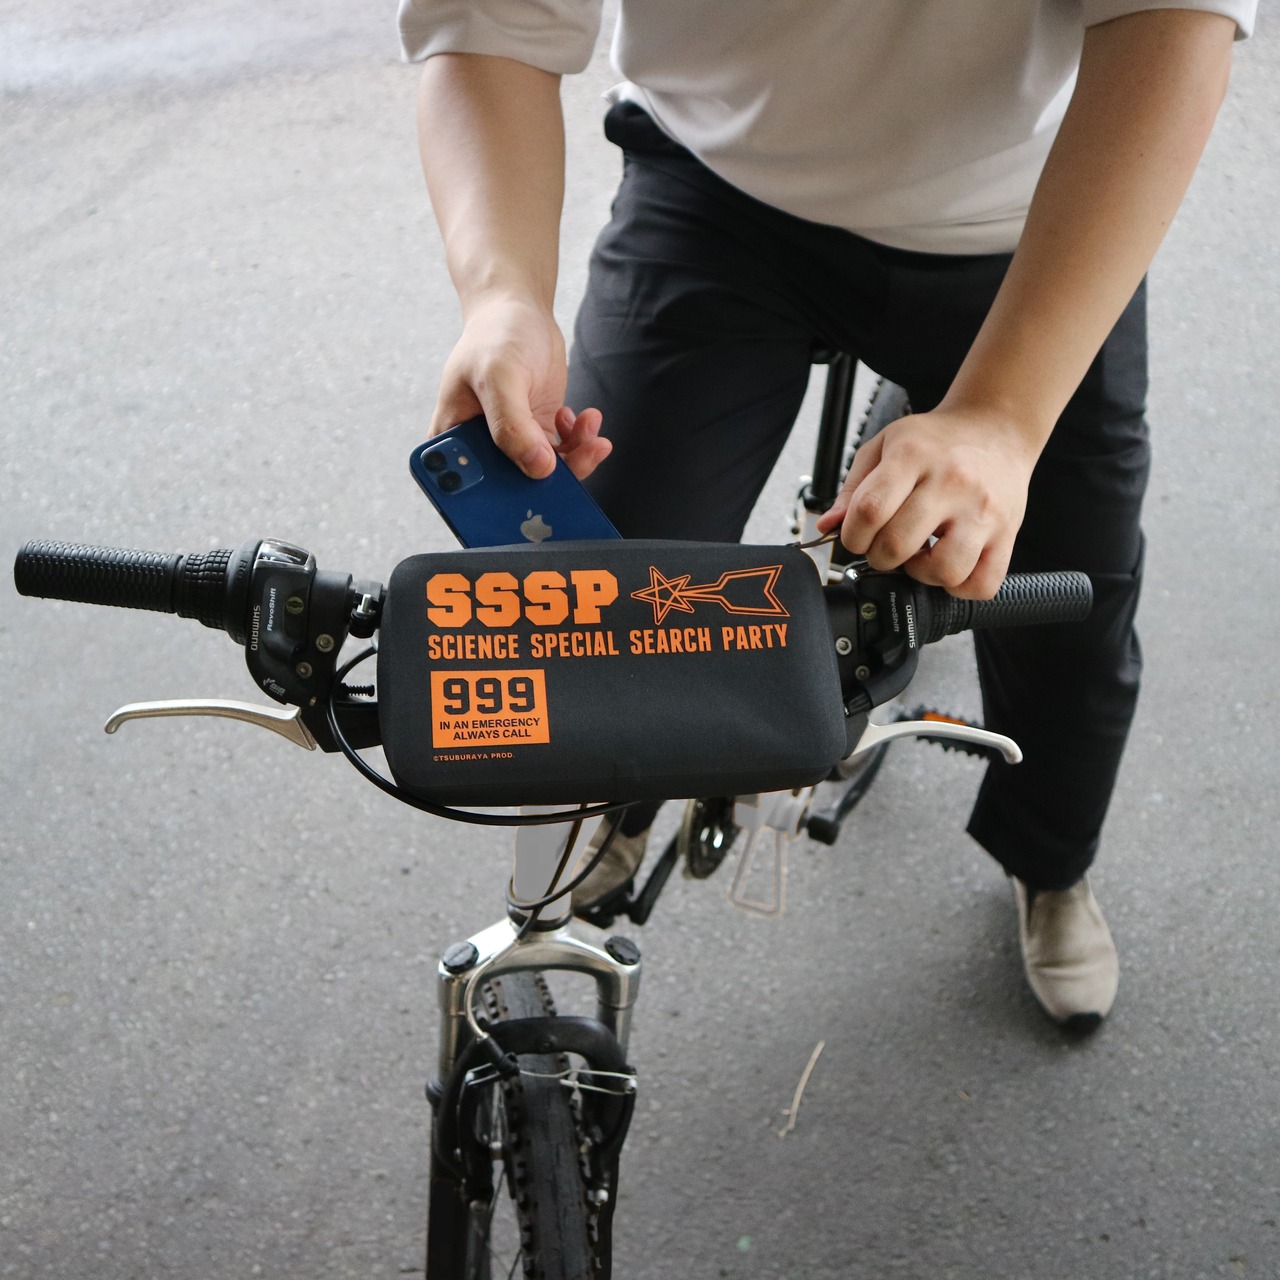 SSSP
SCIENCE SPECIAL SEARCH PARTY
999
IN AN EMERGENCY
ALWAYS CALL
©TSUBURAYA PROD.
SHIMANO
RevoShift
RevoShift
SHIMANO